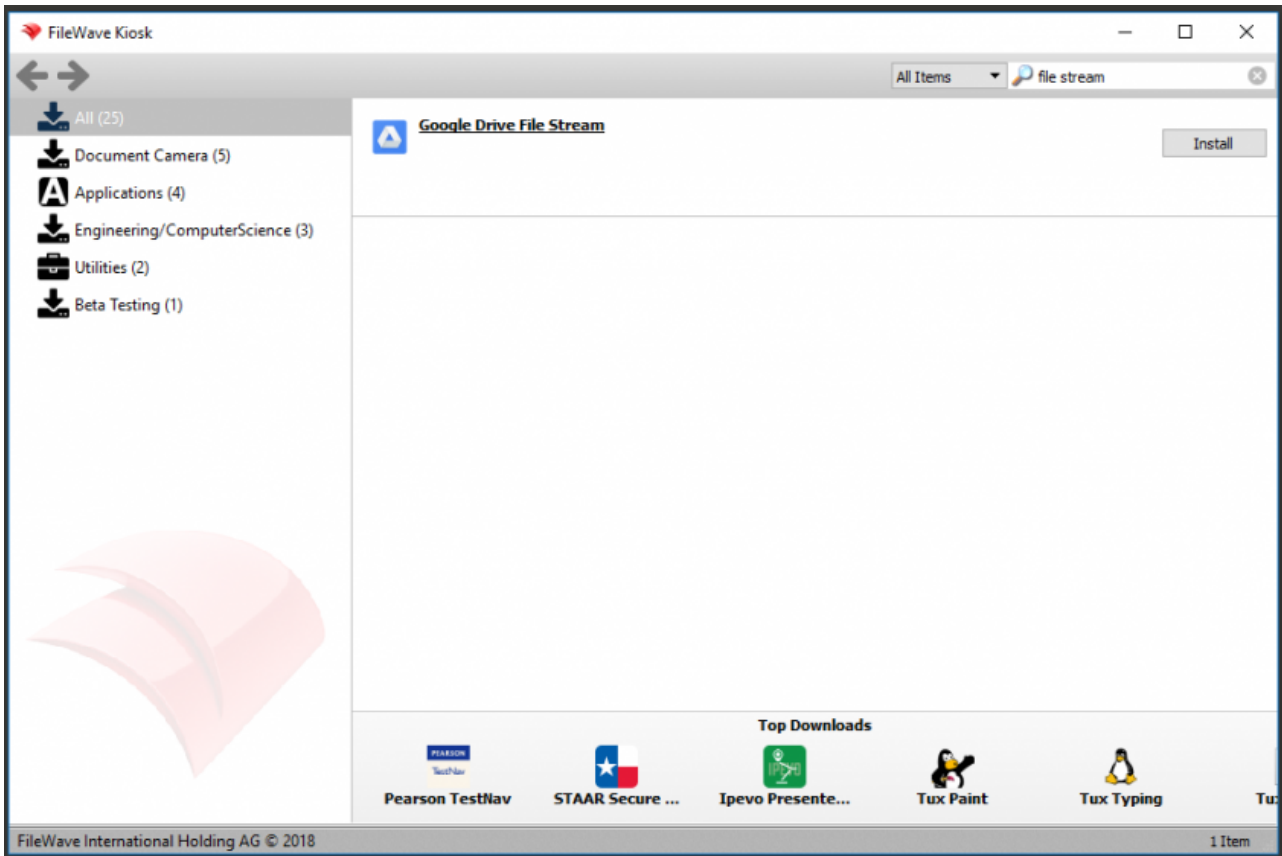 FileWave Kiosk
All Items
file stream
All (25)
Document Camera (5)
Applications (4)
Engineering/ComputerScience (3)
Utilities (2)
Beta Testing (1)
Google Drive File Stream
Install
Top Downloads
PEARSON
TestNav
IPEVO
Pearson TestNav
STAAR Secure ...
Ipevo Presente...
Tux Paint
Tux Typing
Tu
FileWave International Holding AG © 2018
1 Item